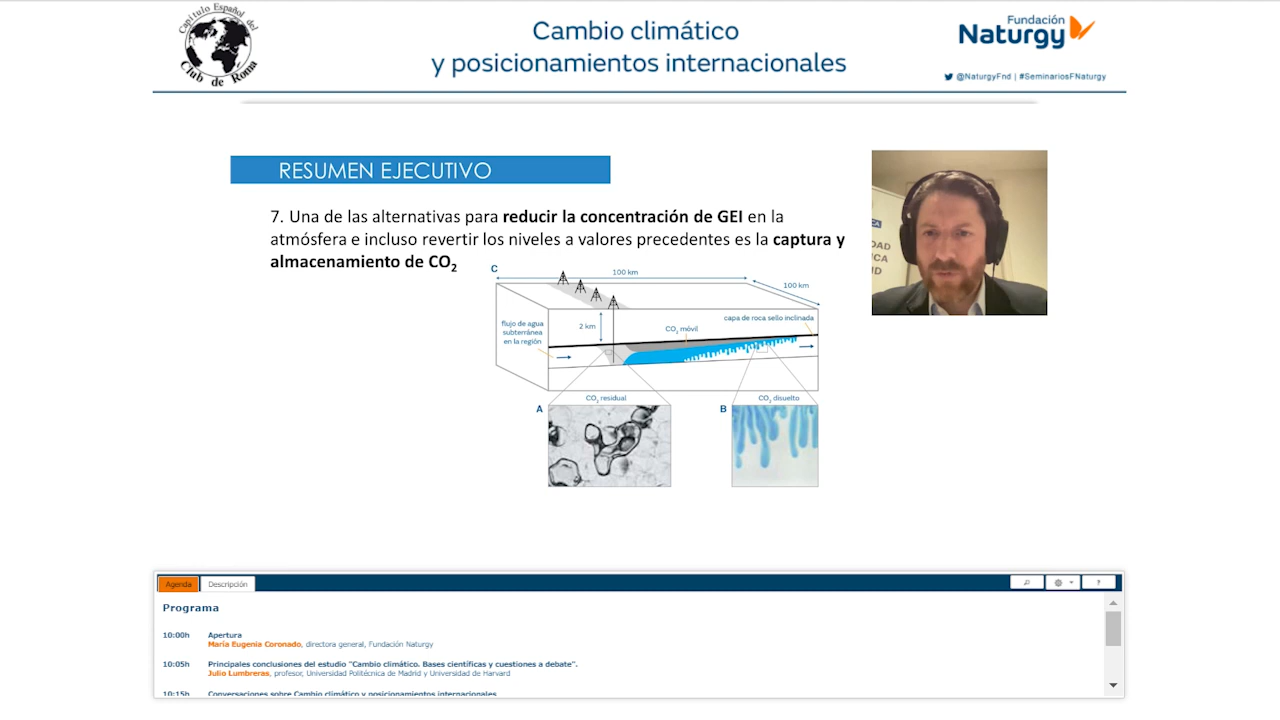 Capítulo Español del
Club de Roma
Cambio climático
y posicionamientos internacionales
Fundación
Naturgy
@NaturgyFnd | #SeminariosFNaturgy
RESUMEN EJECUTIVO
7. Una de las alternativas para reducir la concentración de GEI en la
atmósfera e incluso revertir los niveles a valores precedentes es la captura y
almacenamiento de CO2
C
100 km
100 km
flujo de agua
subterránea
en la región
2 km
CO2 móvil
capa de roca sello inclinada
CO2 residual
CO2 disuelto
A
B
Agenda
Descripción
?
Programa
10:00h Apertura
María Eugenia Coronado, directora general, Fundación Naturgy
10:05h Principales conclusiones del estudio "Cambio climático. Bases científicas y cuestiones a debate".
Julio Lumbreras, profesor, Universidad Politécnica de Madrid y Universidad de Harvard
10:15h Conversaciones sobre Cambio climático y posicionamientos internacionales